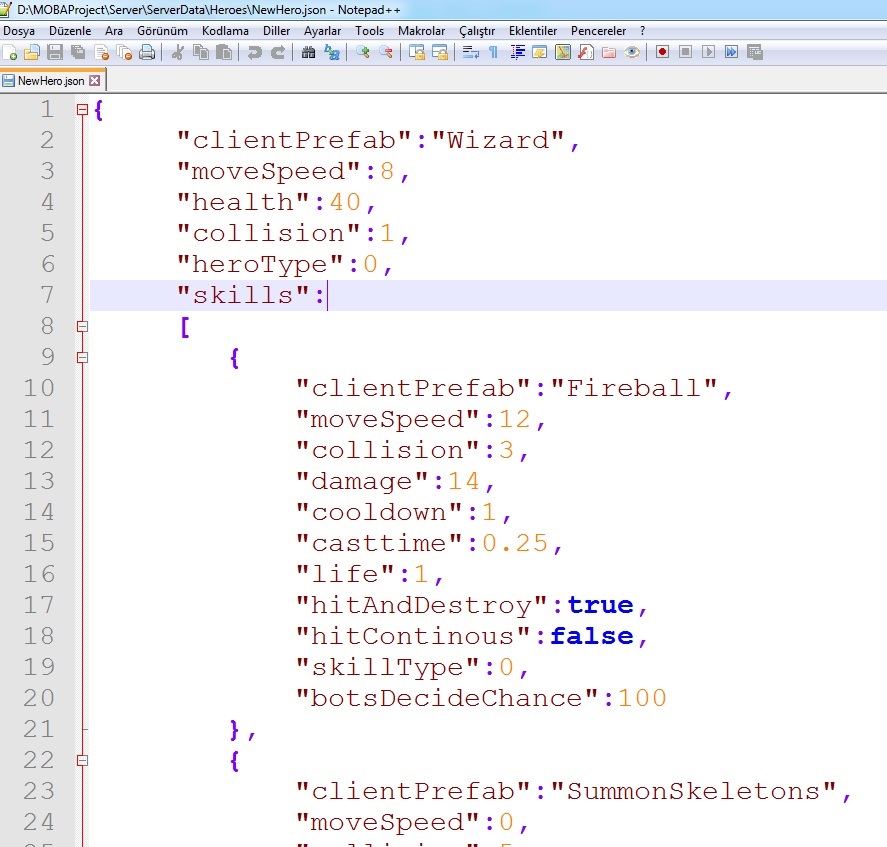 D:\MOBAProject\Server\ServerData\Heroes\NewHero.json - Notepad++
Dosya Düzenle Ara Görünüm Kodlama Diller Ayarlar Tools Makrolar Çalıştır Eklentiler Pencereler ?
NewHero.json
1 {
2 "clientPrefab":"Wizard",
3 "moveSpeed":8,
4 "health":40,
5 "collision":1,
6 "heroType":0,
7 "skills":
8 [
9 {
10 "clientPrefab":"Fireball",
11 "moveSpeed":12,
12 "collision":3,
13 "damage":14,
14 "cooldown":1,
15 "casttime":0.25,
16 "life":1,
17 "hitAndDestroy":true,
18 "hitContinous":false,
19 "skillType":0,
20 "botsDecideChance":100
21 },
22 {
23 "clientPrefab":"SummonSkeletons",
24 "moveSpeed":0,